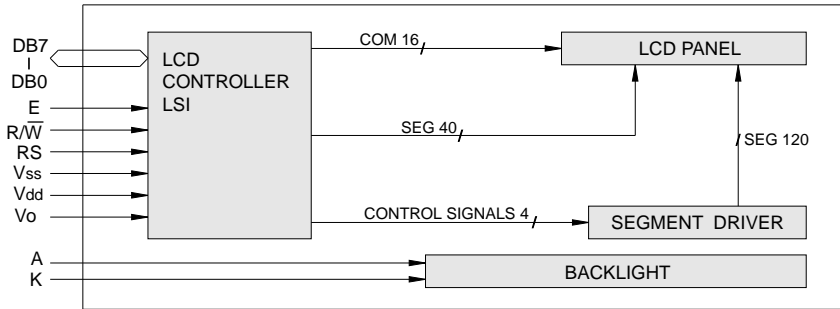 DB7
DB0
E
R/W̅
RS
Vss
Vdd
Vo
A
K
LCD
CONTROLLER
LSI
COM 16
LCD PANEL
SEG 40
SEG 120
CONTROL SIGNALS 4
SEGMENT DRIVER
BACKLIGHT